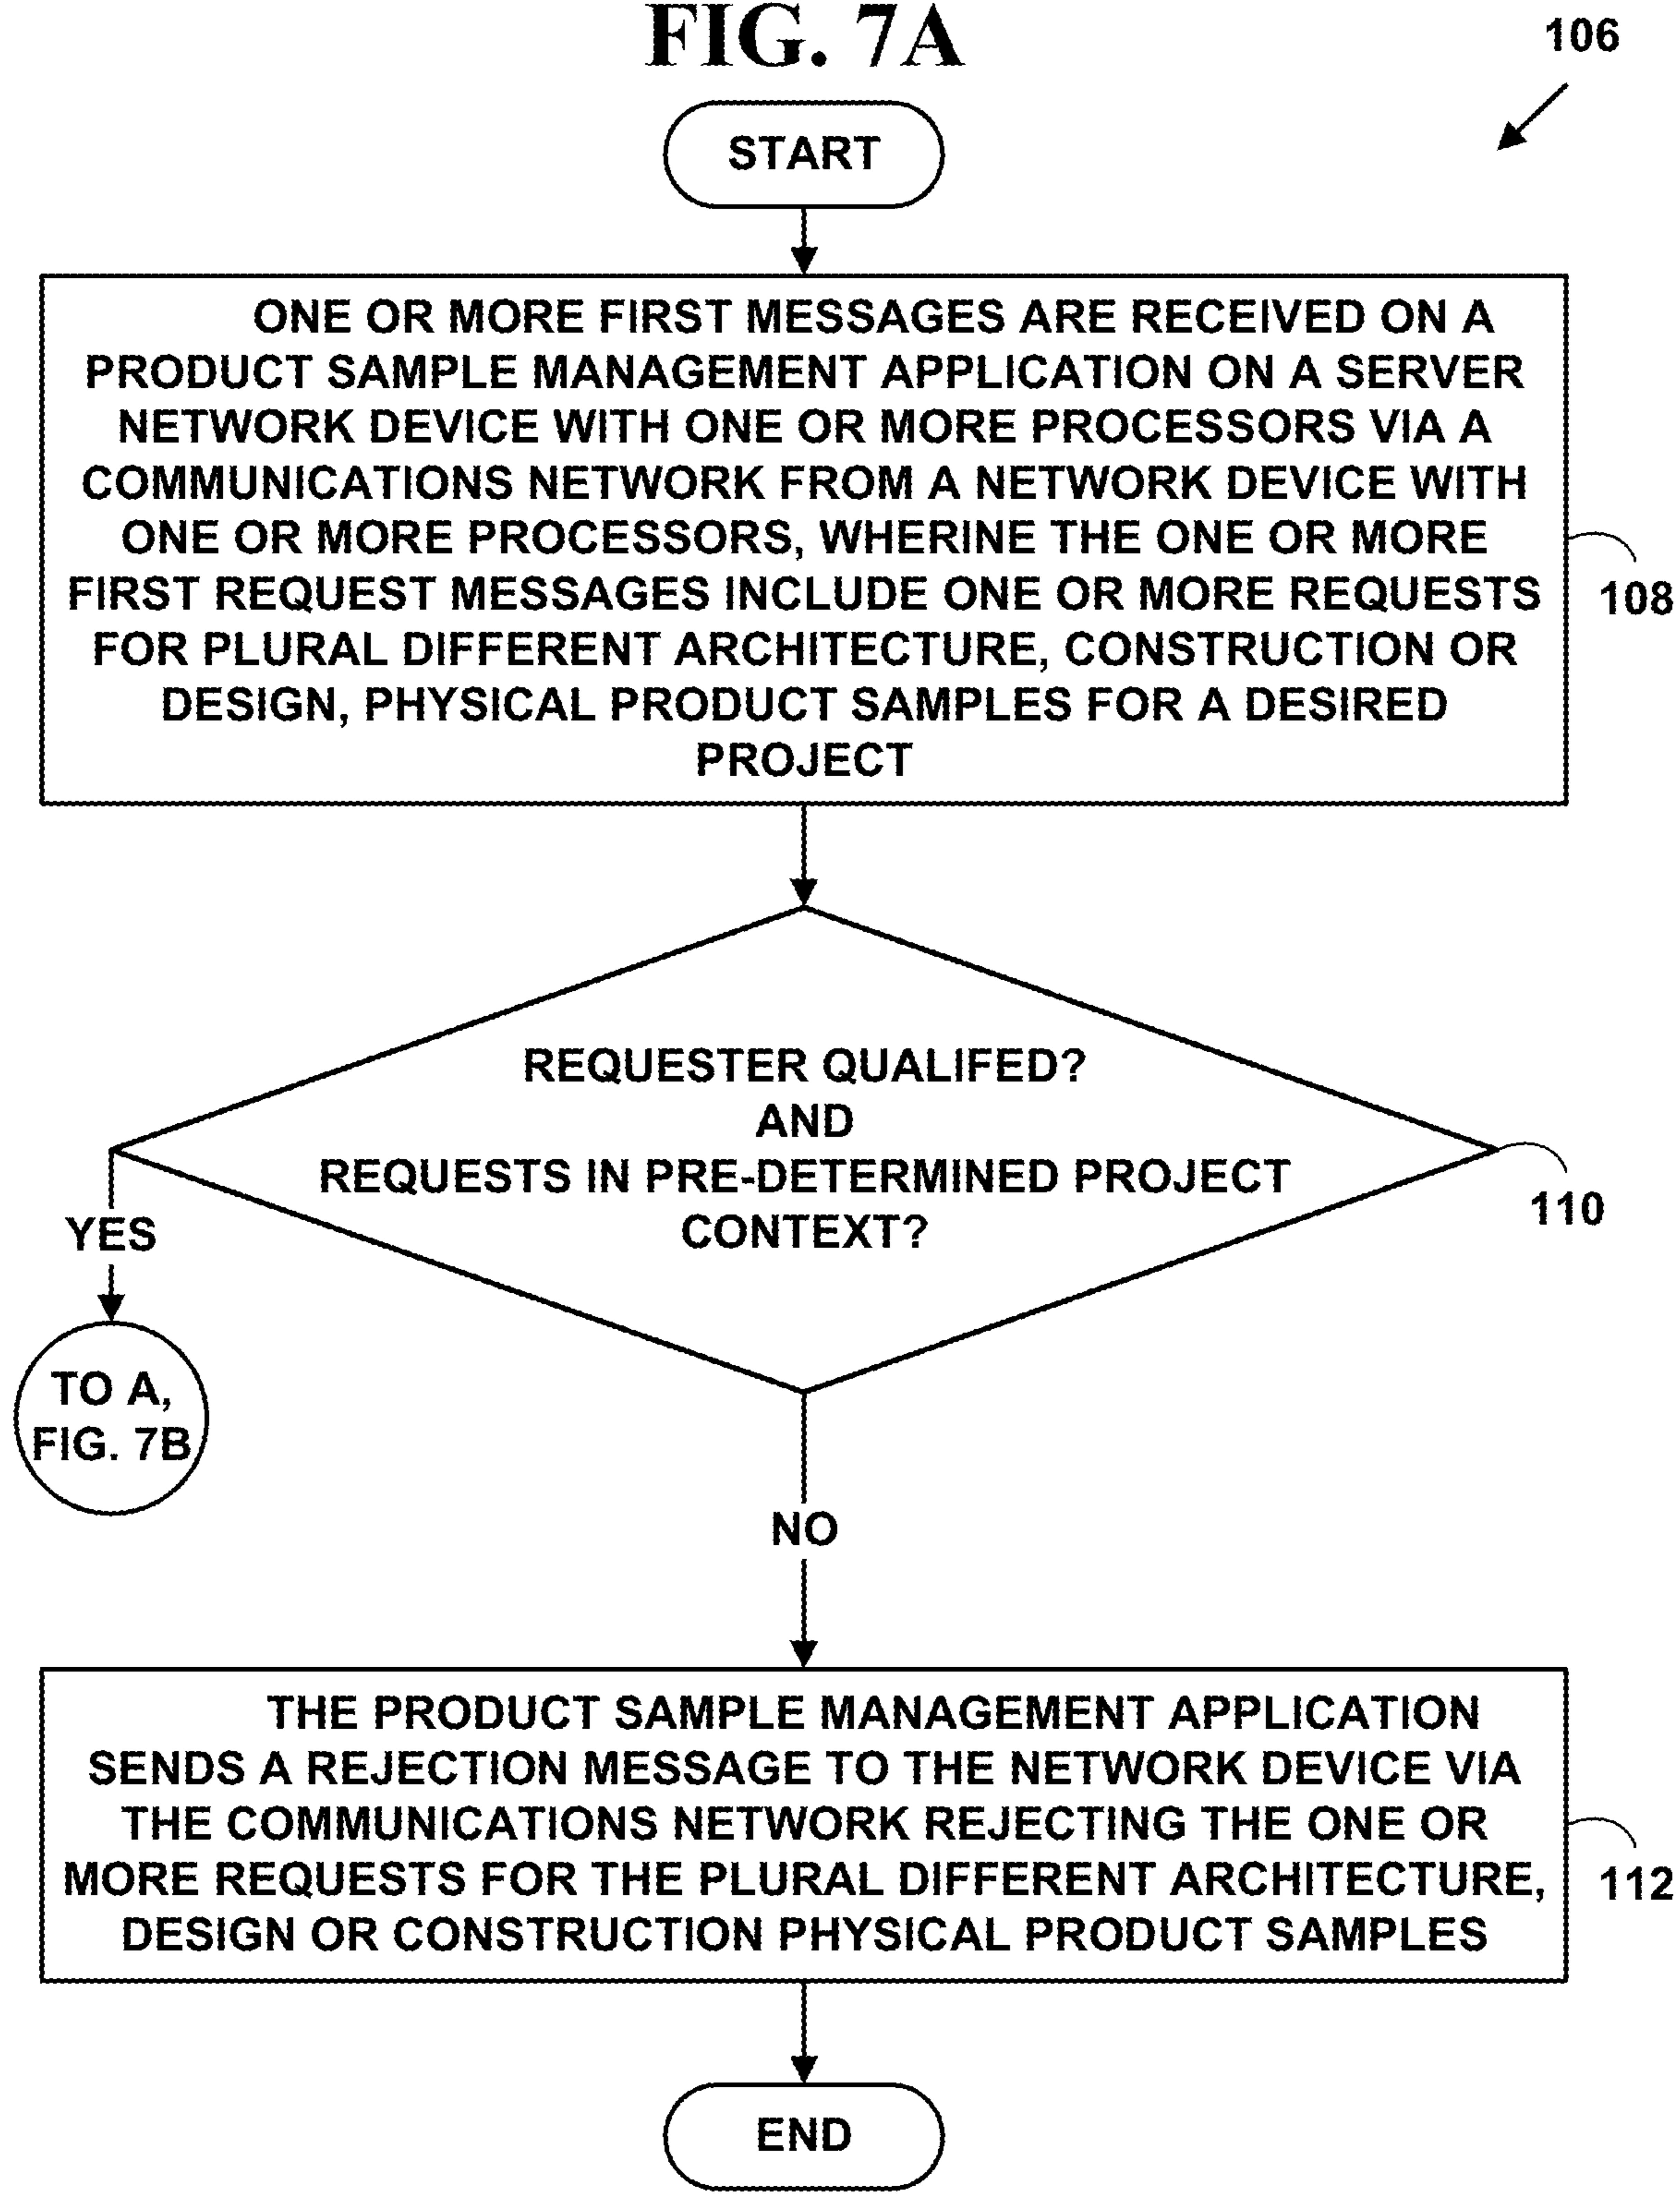 FIG. 7A
106
START
ONE OR MORE FIRST MESSAGES ARE RECEIVED ON A
PRODUCT SAMPLE MANAGEMENT APPLICATION ON A SERVER
NETWORK DEVICE WITH ONE OR MORE PROCESSORS VIA A
COMMUNICATIONS NETWORK FROM A NETWORK DEVICE WITH
ONE OR MORE PROCESSORS, WHERINE THE ONE OR MORE
FIRST REQUEST MESSAGES INCLUDE ONE OR MORE REQUESTS
FOR PLURAL DIFFERENT ARCHITECTURE, CONSTRUCTION OR
DESIGN, PHYSICAL PRODUCT SAMPLES FOR A DESIRED
PROJECT
108
REQUESTER QUALIFED?
AND
REQUESTS IN PRE-DETERMINED PROJECT
CONTEXT?
110
YES
TO A,
FIG. 7B
NO
THE PRODUCT SAMPLE MANAGEMENT APPLICATION
SENDS A REJECTION MESSAGE TO THE NETWORK DEVICE VIA
THE COMMUNICATIONS NETWORK REJECTING THE ONE OR
MORE REQUESTS FOR THE PLURAL DIFFERENT ARCHITECTURE,
DESIGN OR CONSTRUCTION PHYSICAL PRODUCT SAMPLES
112
END